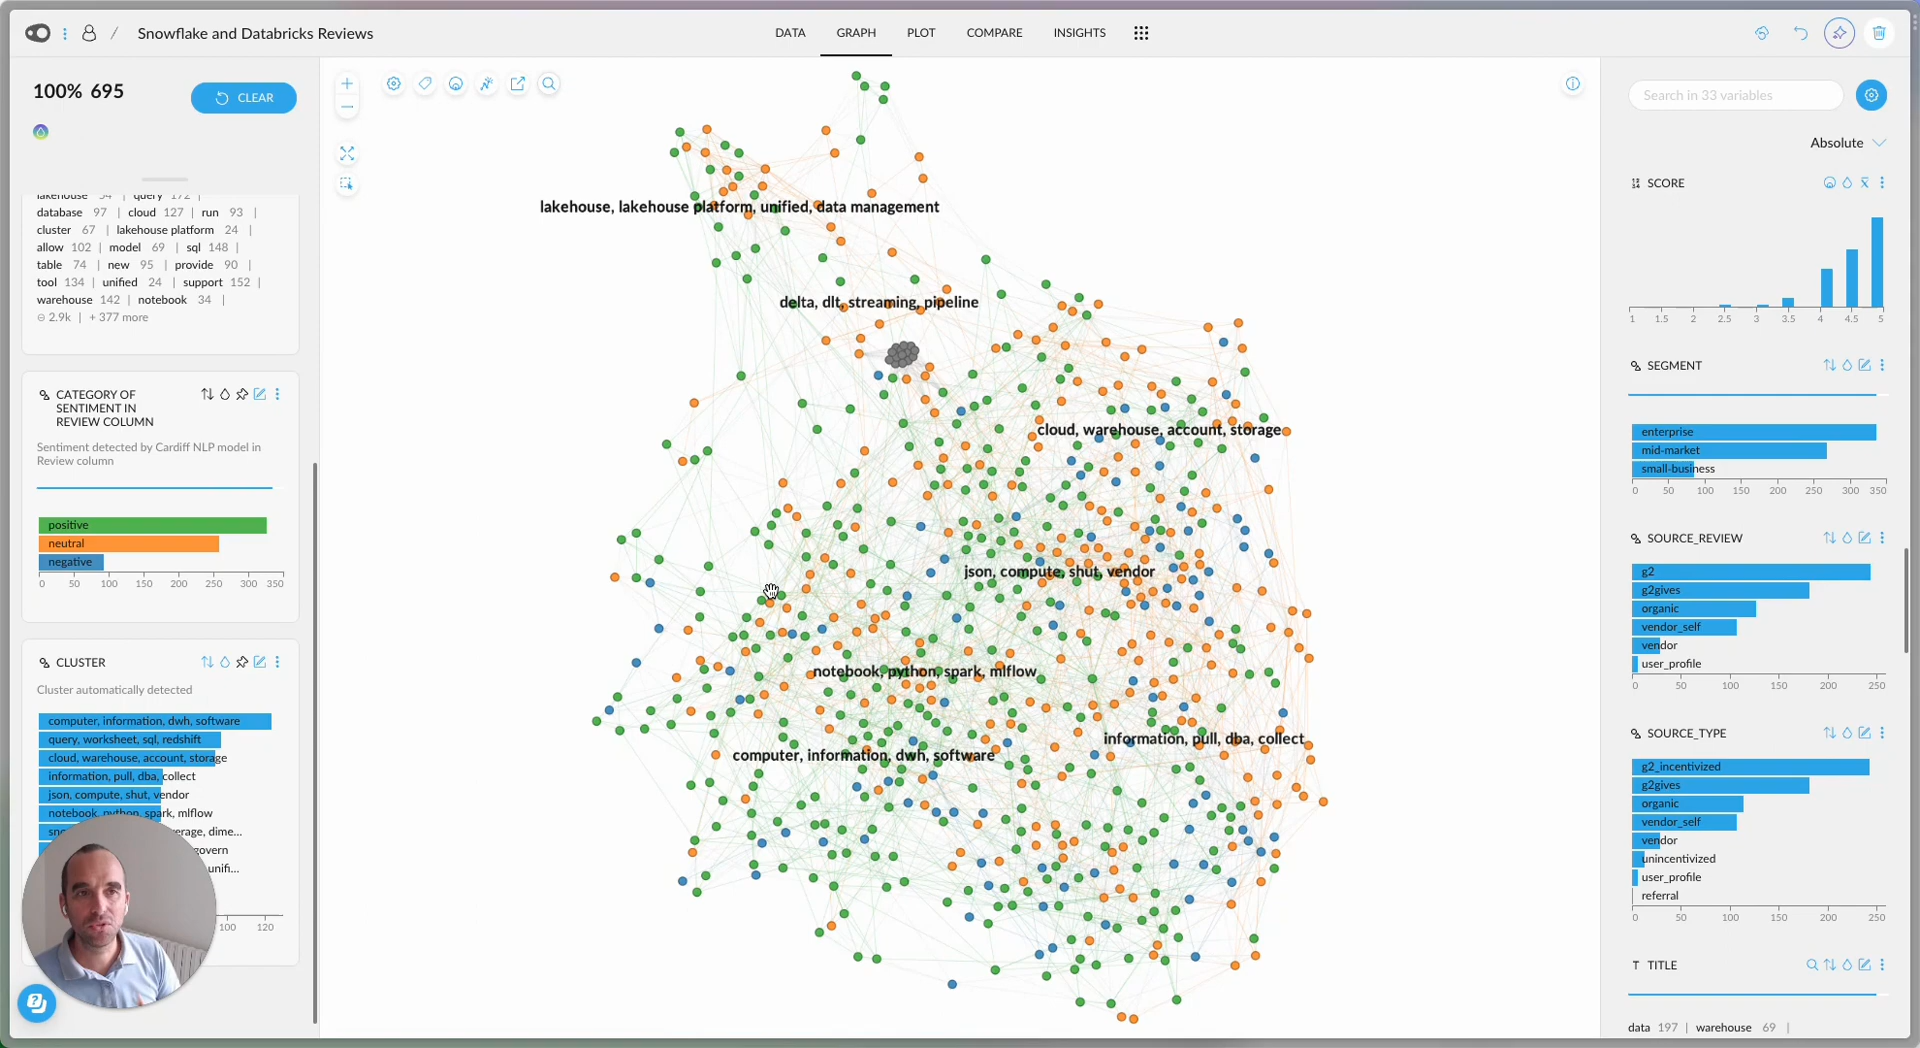 / Snowflake and Databricks Reviews
DATA GRAPH PLOT COMPARE INSIGHTS
100% 695
CLEAR
lakehouse 54 | query 172 |
database 97 | cloud 127 | run 93 |
cluster 67 | lakehouse platform 24 |
allow 102 | model 69 | sql 148 |
table 74 | new 95 | provide 90 |
tool 134 | unified 24 | support 152 |
warehouse 142 | notebook 34 |
2.9k | + 377 more
CATEGORY OF
SENTIMENT IN
REVIEW COLUMN
Sentiment detected by Cardiff NLP model in
Review column
positive
neutral
negative
0 50 100 150 200 250 300 350
CLUSTER
Cluster automatically detected
computer, information, dwh, software
query, worksheet, sql, redshift
cloud, warehouse, account, storage
information, pull, dba, collect
json, compute, shut, vendor
notebook, python, spark, mlflow
erage, dime...
govern
unifi...
100 120
lakehouse, lakehouse platform, unified, data management
delta, dlt, streaming, pipeline
cloud, warehouse, account, storage
json, compute, shut, vendor
notebook, python, spark, mlflow
information, pull, dba, collect
computer, information, dwh, software
Search in 33 variables
Absolute
SCORE
1 1.5 2 2.5 3 3.5 4 4.5 5
SEGMENT
enterprise
mid-market
small-business
0 50 100 150 200 250 300 350
SOURCE_REVIEW
g2
g2gives
organic
vendor_self
vendor
user_profile
0 50 100 150 200 250
SOURCE_TYPE
g2_incentivized
g2gives
organic
vendor_self
vendor
unincentivized
user_profile
referral
0 50 100 150 200 250
T TITLE
data 197 | warehouse 69 |